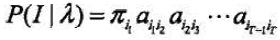 P(I | λ) = π_{i_1} a_{i_1 i_2} a_{i_2 i_3} ⋯ a_{i_{T-1} i_T}